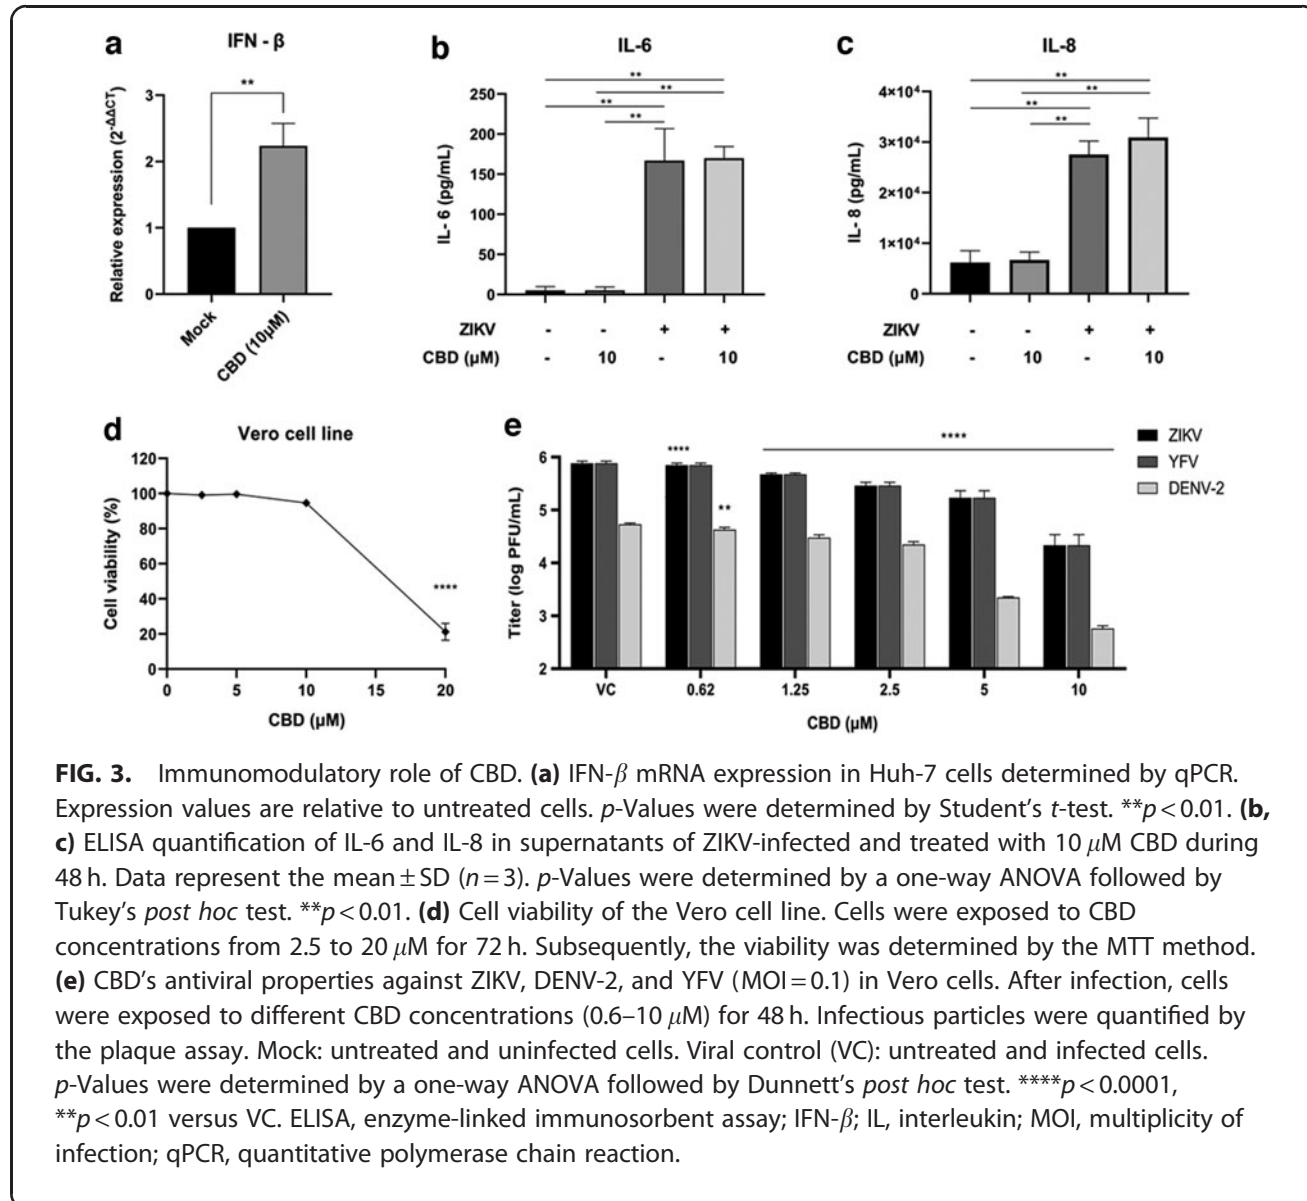 a
IFN - β
**
Relative expression (2-ΔΔCT)
3
2
1
0
Mock
CBD (10μM)
b
IL-6
**
**
**
**
IL- 6 (pg/mL)
250
200
150
100
50
0
ZIKV - - + +
CBD (μM) - 10 - 10
c
IL-8
**
**
**
**
IL- 8 (pg/mL)
4×10⁴
3×10⁴
2×10⁴
1×10⁴
0
ZIKV - - + +
CBD (μM) - 10 - 10
d
Vero cell line
Cell viability (%)
120
100
80
60
40
20
0
****
0 5 10 15 20
CBD (μM)
e
****
****
**
ZIKV
YFV
DENV-2
Titer (log PFU/mL)
6
5
4
3
2
VC 0.62 1.25 2.5 5 10
CBD (μM)
FIG. 3. Immunomodulatory role of CBD. (a) IFN-β mRNA expression in Huh-7 cells determined by qPCR.
Expression values are relative to untreated cells. p-Values were determined by Student's t-test. **p < 0.01. (b,
c) ELISA quantification of IL-6 and IL-8 in supernatants of ZIKV-infected and treated with 10 μM CBD during
48 h. Data represent the mean ± SD (n = 3). p-Values were determined by a one-way ANOVA followed by
Tukey's post hoc test. **p < 0.01. (d) Cell viability of the Vero cell line. Cells were exposed to CBD
concentrations from 2.5 to 20 μM for 72 h. Subsequently, the viability was determined by the MTT method.
(e) CBD's antiviral properties against ZIKV, DENV-2, and YFV (MOI = 0.1) in Vero cells. After infection, cells
were exposed to different CBD concentrations (0.6–10 μM) for 48 h. Infectious particles were quantified by
the plaque assay. Mock: untreated and uninfected cells. Viral control (VC): untreated and infected cells.
p-Values were determined by a one-way ANOVA followed by Dunnett's post hoc test. ****p < 0.0001,
**p < 0.01 versus VC. ELISA, enzyme-linked immunosorbent assay; IFN-β; IL, interleukin; MOI, multiplicity of
infection; qPCR, quantitative polymerase chain reaction.